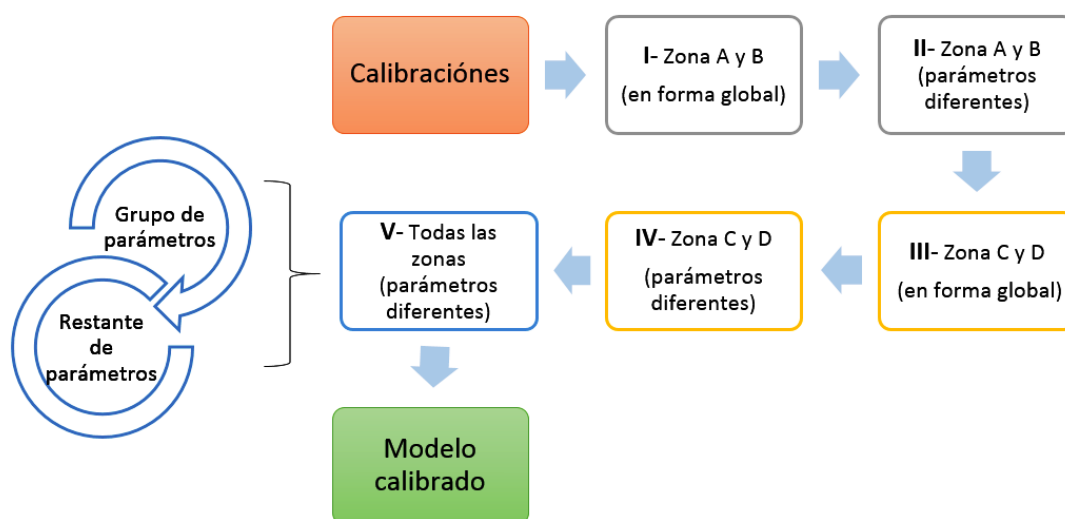 Calibraciónes
I- Zona A y B
(en forma global)
II- Zona A y B
(parámetros
diferentes)
III- Zona C y D
(en forma global)
IV- Zona C y D
(parámetros
diferentes)
V- Todas las
zonas
(parámetros
diferentes)
Grupo de
parámetros
Restante
de
parámetros
Modelo
calibrado